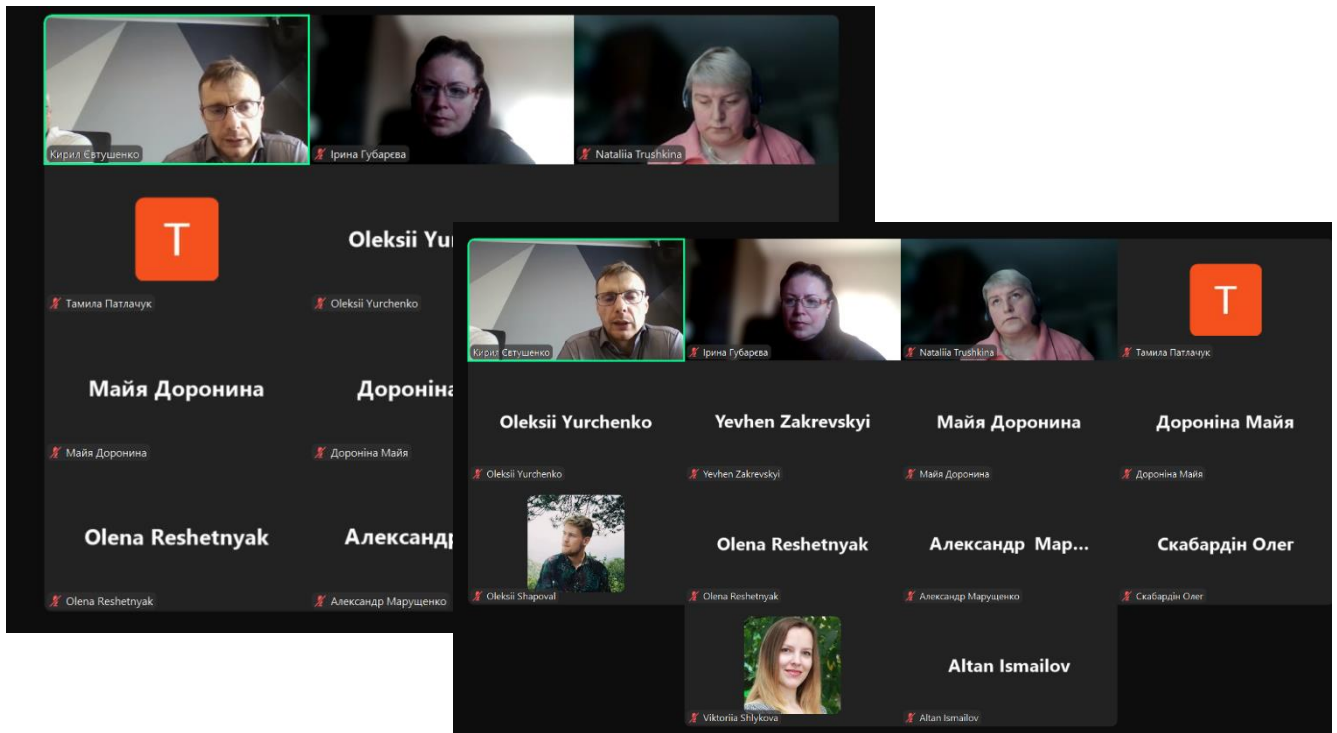 Кирил Євтушенко
Ірина Губарєва
Nataliia Trushkina
T
Oleksii Yu
Тамила Патлачук
Oleksii Yurchenko
Майя Доронина
Дороніна
Майя Доронина
Дороніна Майя
Olena Reshetnyak
Александр
Olena Reshetnyak
Александр Марущенко
Кирил Євтушенко
Ірина Губарєва
Nataliia Trushkina
T
Тамила Патлачук
Oleksii Yurchenko
Yevhen Zakrevskyi
Майя Доронина
Дороніна Майя
Oleksii Yurchenko
Yevhen Zakrevskyi
Майя Доронина
Дороніна Майя
Olena Reshetnyak
Александр Мар...
Скабардін Олег
Oleksii Shapoval
Olena Reshetnyak
Александр Марущенко
Скабардін Олег
Altan Ismailov
Viktoriia Shlykova
Altan Ismailov